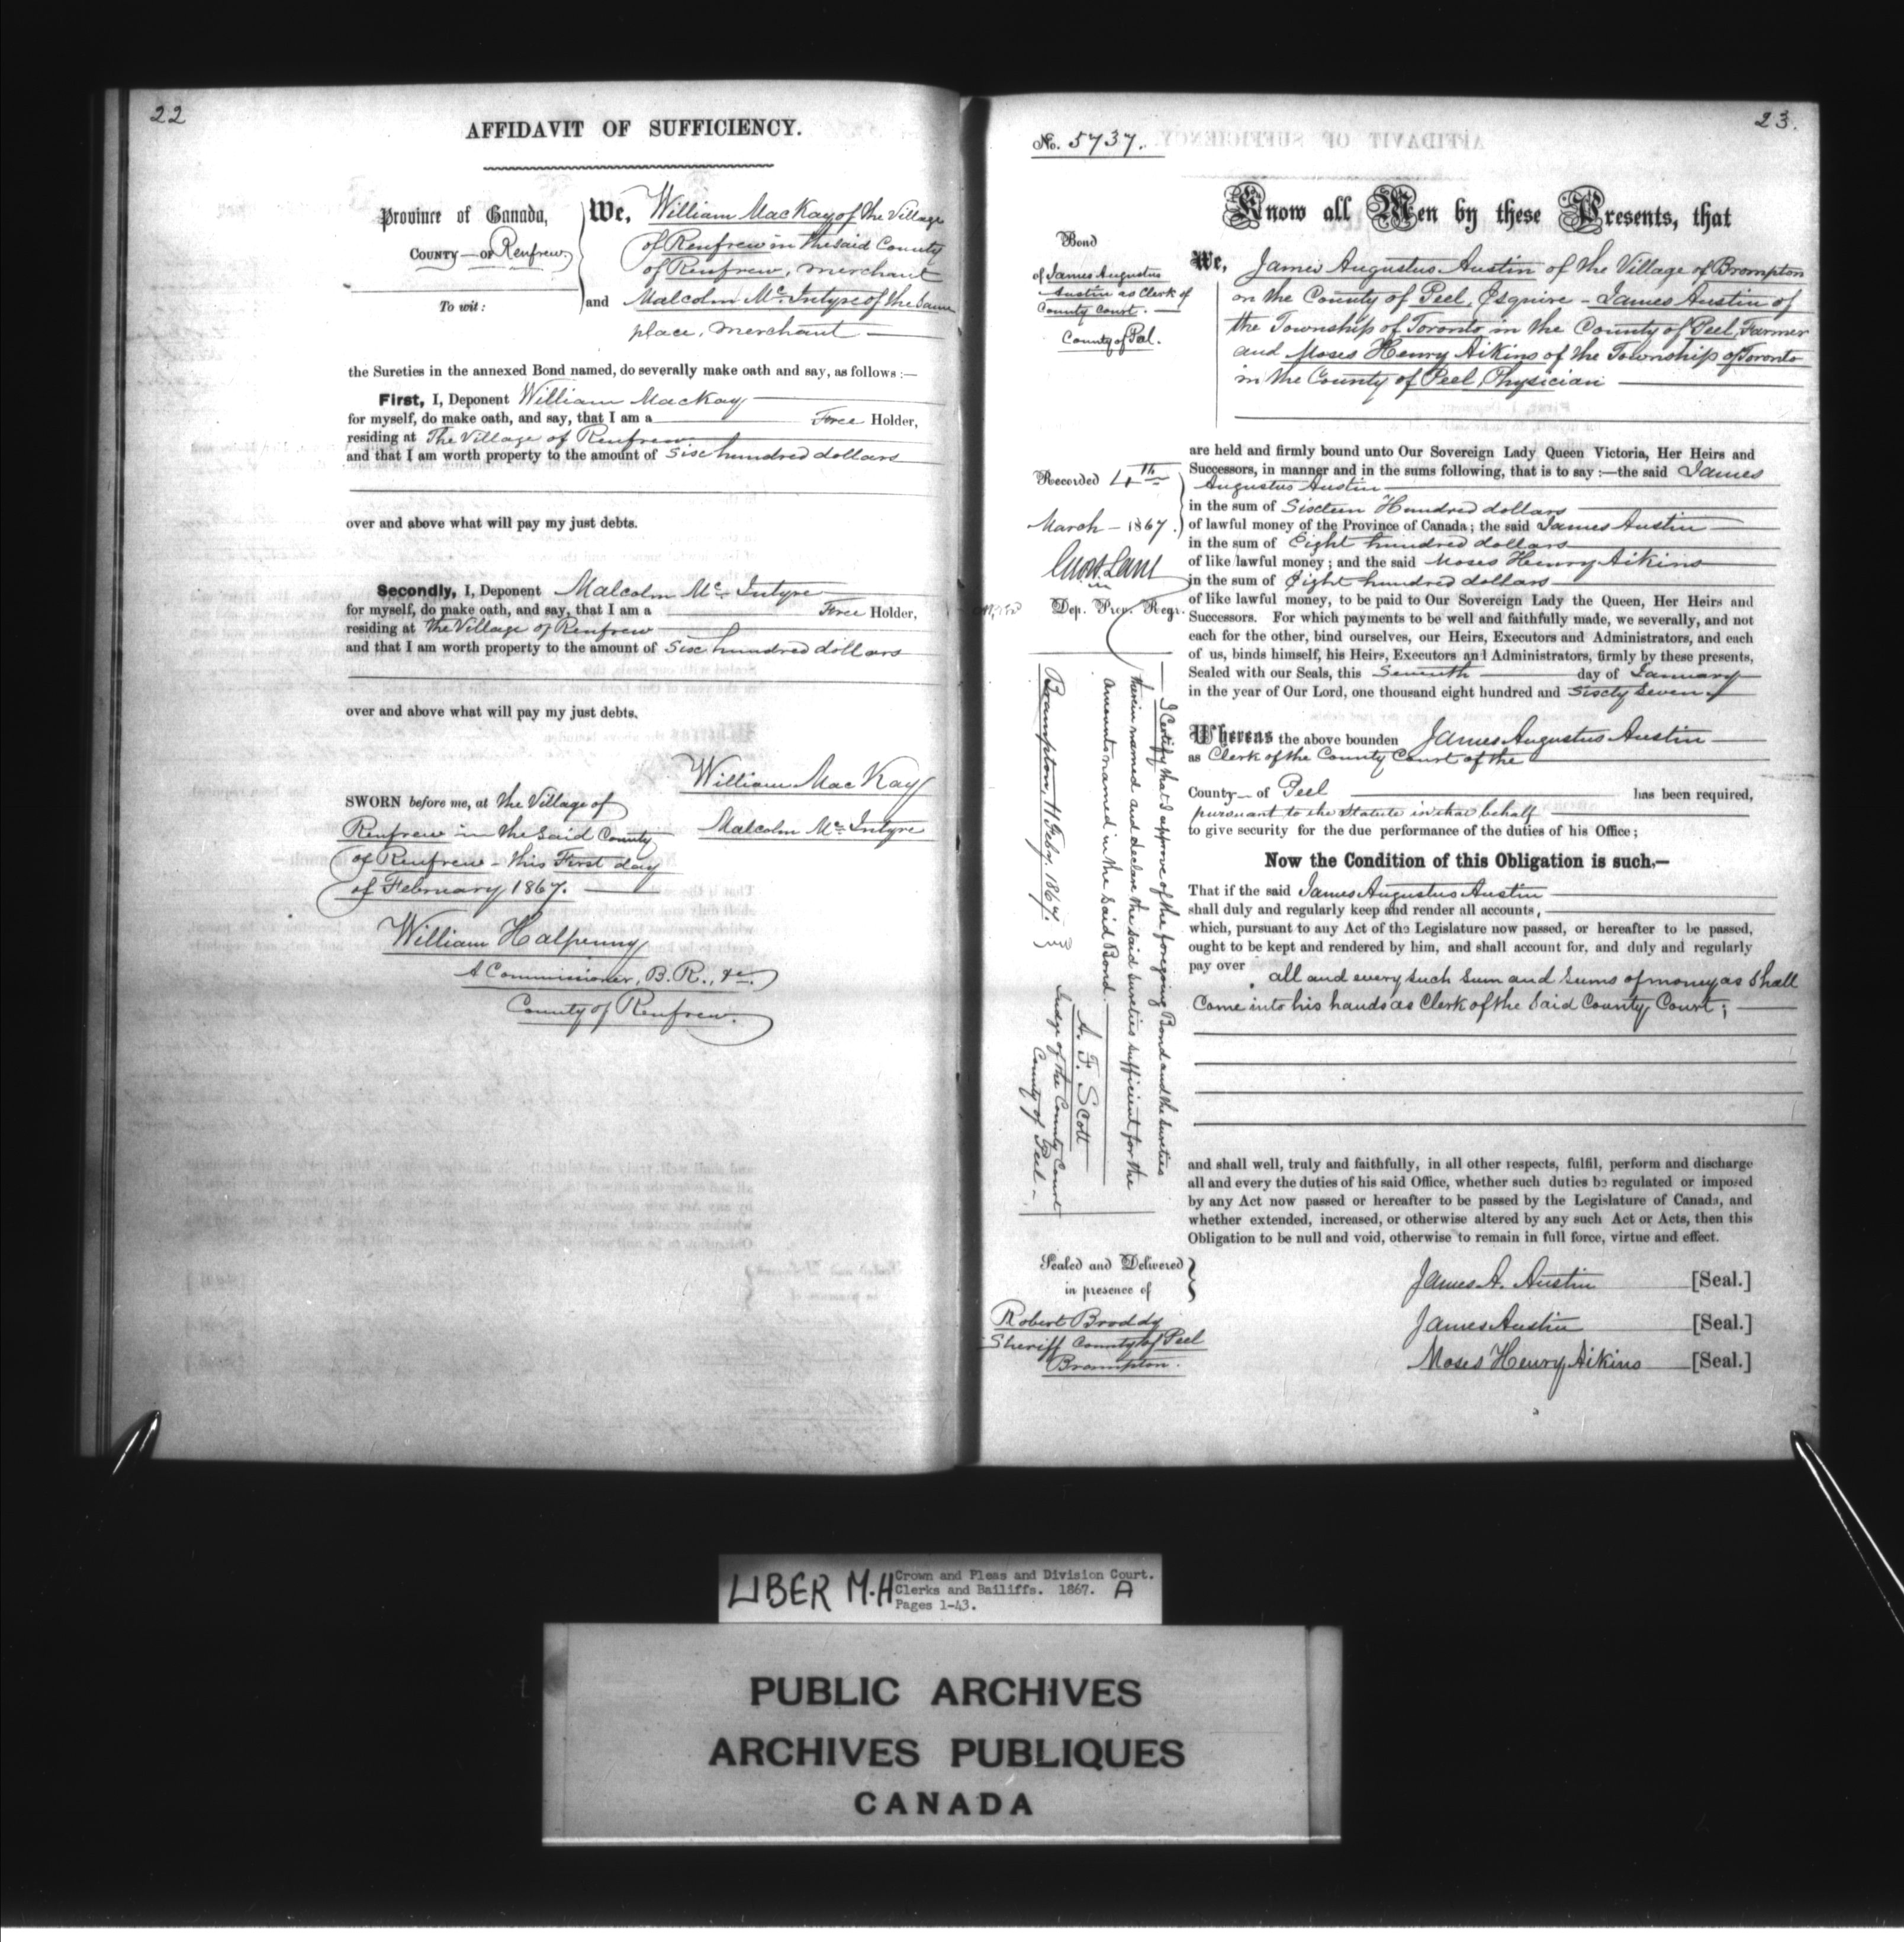 22
AFFIDAVIT OF SUFFICIENCY.
Province of Canada,
COUNTY OF Renfrew.
To wit:
We, William MacKay of the Village
of Renfrew in the said County
of Renfrew, merchant
and Malcolm Mc. Intyre of the same
place, merchant
the Sureties in the annexed Bond named, do severally make oath and say, as follows :—
First, I, Deponent William MacKay
for myself, do make oath, and say, that I am a Free Holder,
residing at The Village of Renfrew
and that I am worth property to the amount of Six hundred dollars
over and above what will pay my just debts.
Secondly, I, Deponent Malcolm Mc. Intyre
for myself, do make oath, and say, that I am a Free Holder,
residing at the Village of Renfrew
and that I am worth property to the amount of Six hundred dollars
over and above what will pay my just debts.
William MacKay
Malcolm Mc. Intyre
SWORN before me, at the Village of
Renfrew in the said County
of Renfrew - this First day
of February 1867.
William Halpenny
A Commissioner, B. R., &c.
County of Renfrew.
23.
No. 5737.
Know all Men by these Presents, that
Bond
of James Augustus
Austin as Clerk of
County Court.
County of Peel.
We, James Augustus Austin of the Village of Brampton
in the County of Peel, Esquire - James Austin of
the Township of Toronto in the County of Peel, Farmer
and Moses Henry Aikins of the Township of Toronto
in the County of Peel, Physician
are held and firmly bound unto Our Sovereign Lady Queen Victoria, Her Heirs and
Successors, in manner and in the sums following, that is to say :—the said James
Augustus Austin
in the sum of Sixteen Hundred dollars
of lawful money of the Province of Canada; the said James Austin
in the sum of Eight hundred dollars
of like lawful money; and the said Moses Henry Aikins
in the sum of Eight hundred dollars
of like lawful money, to be paid to Our Sovereign Lady the Queen, Her Heirs and
Successors. For which payments to be well and faithfully made, we severally, and not
each for the other, bind ourselves, our Heirs, Executors and Administrators, and each
of us, binds himself, his Heirs, Executors and Administrators, firmly by these presents,
Sealed with our Seals, this Seventh day of January
in the year of Our Lord, one thousand eight hundred and Sixty Seven
Recorded 4th
March - 1867.
Dep. Prov. Regr.
Whereas the above bounden James Augustus Austin
as Clerk of the County Court of the
County of Peel has been required,
pursuant to the Statute in that behalf
to give security for the due performance of the duties of his Office;
Now the Condition of this Obligation is such,—
That if the said James Augustus Austin
shall duly and regularly keep and render all accounts,
which, pursuant to any Act of the Legislature now passed, or hereafter to be passed,
ought to be kept and rendered by him, and shall account for, and duly and regularly
pay over all and every such Sum and Sums of money as shall
Come into his hands as Clerk of the Said County Court;
and shall well, truly and faithfully, in all other respects, fulfil, perform and discharge
all and every the duties of his said Office, whether such duties be regulated or imposed
by any Act now passed or hereafter to be passed by the Legislature of Canada, and
whether extended, increased, or otherwise altered by any such Act or Acts, then this
Obligation to be null and void, otherwise to remain in full force, virtue and effect.
I Certify that I approve of the foregoing Bond and the Sureties
therein named and declare the said Sureties sufficient for the
amounts named in the said Bond.
A. F. Scott
Judge of the County Court
County of Peel
Brampton, 11 Feby. 1867.
Sealed and Delivered
in presence of
Robert Broddy
Sheriff County of Peel
Brampton.
James A. Austin [Seal.]
James Austin [Seal.]
Moses Henry Aikins [Seal.]
LIBER M.H
Crown and Pleas and Division Court.
Clerks and Bailiffs. 1867. A
Pages 1-43.
PUBLIC ARCHIVES
ARCHIVES PUBLIQUES
CANADA